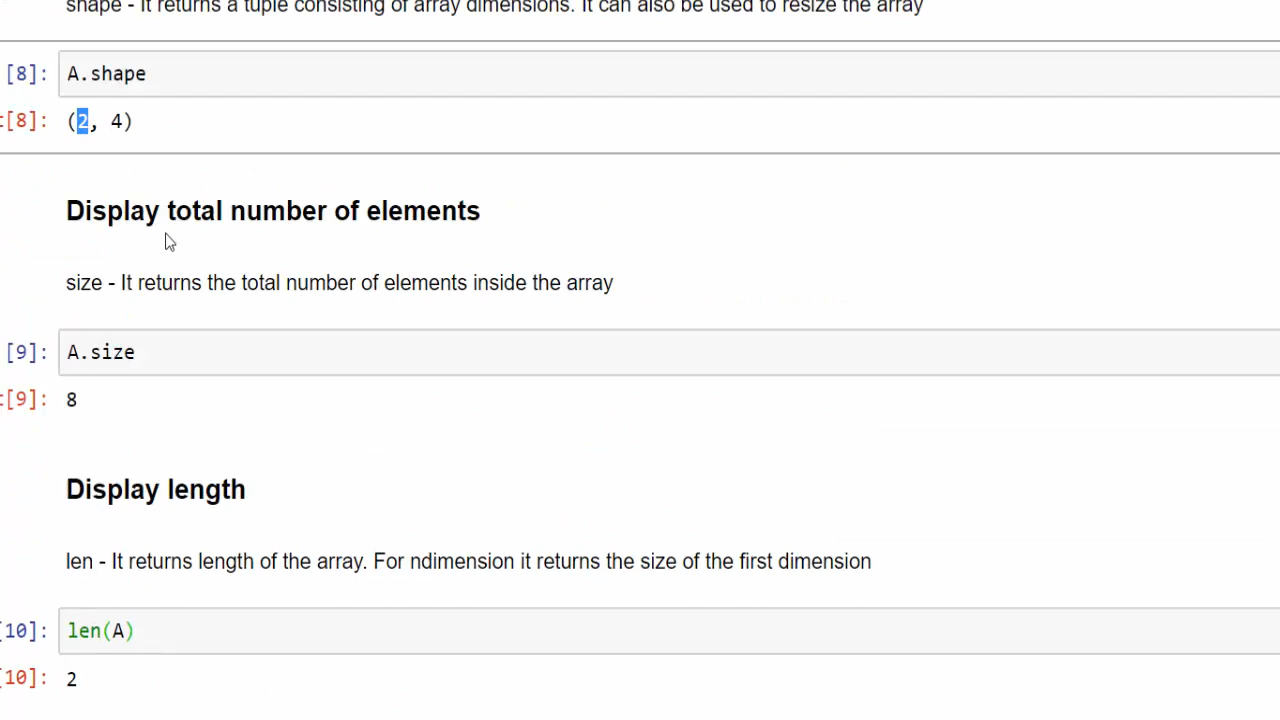 shape - It returns a tuple consisting of array dimensions. It can also be used to resize the array
[8]: A.shape
t[8]: (2, 4)
Display total number of elements
size - It returns the total number of elements inside the array
[9]: A.size
t[9]: 8
Display length
len - It returns length of the array. For ndimension it returns the size of the first dimension
[10]: len(A)
[10]: 2